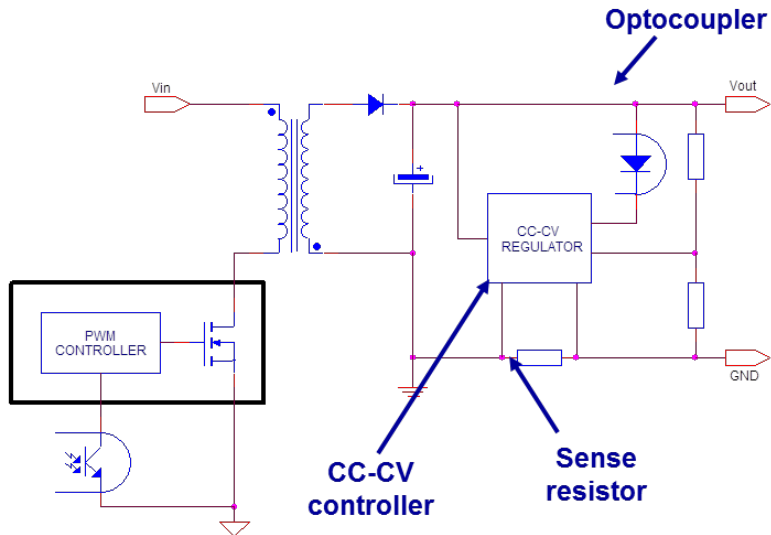 Optocoupler
Vin
Vout
+
CC-CV
REGULATOR
PWM
CONTROLLER
GND
CC-CV
controller
Sense
resistor